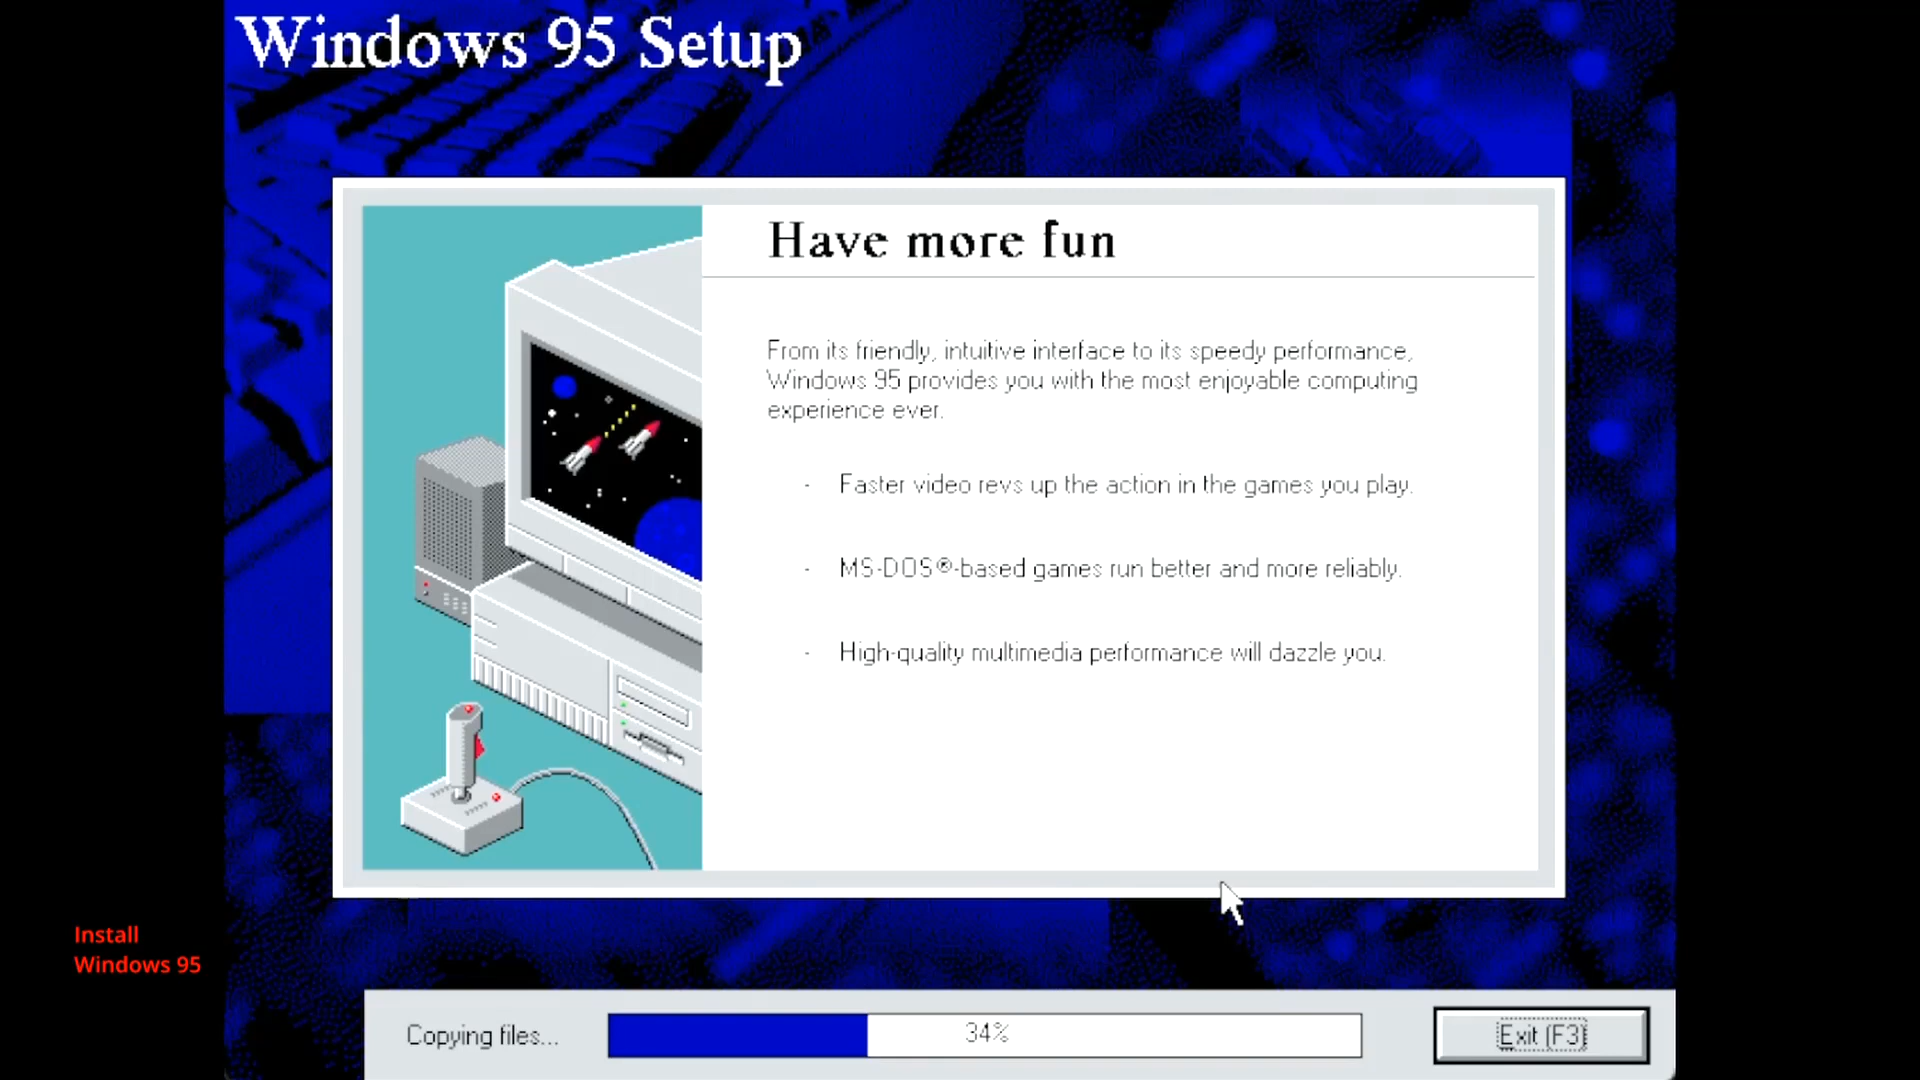 Windows 95 Setup
Have more fun
From its friendly, intuitive interface to its speedy performance,
Windows 95 provides you with the most enjoyable computing
experience ever.
- Faster video revs up the action in the games you play.
- MS-DOS®-based games run better and more reliably.
- High-quality multimedia performance will dazzle you.
Install
Windows 95
Copying files... 34% Exit (F3)